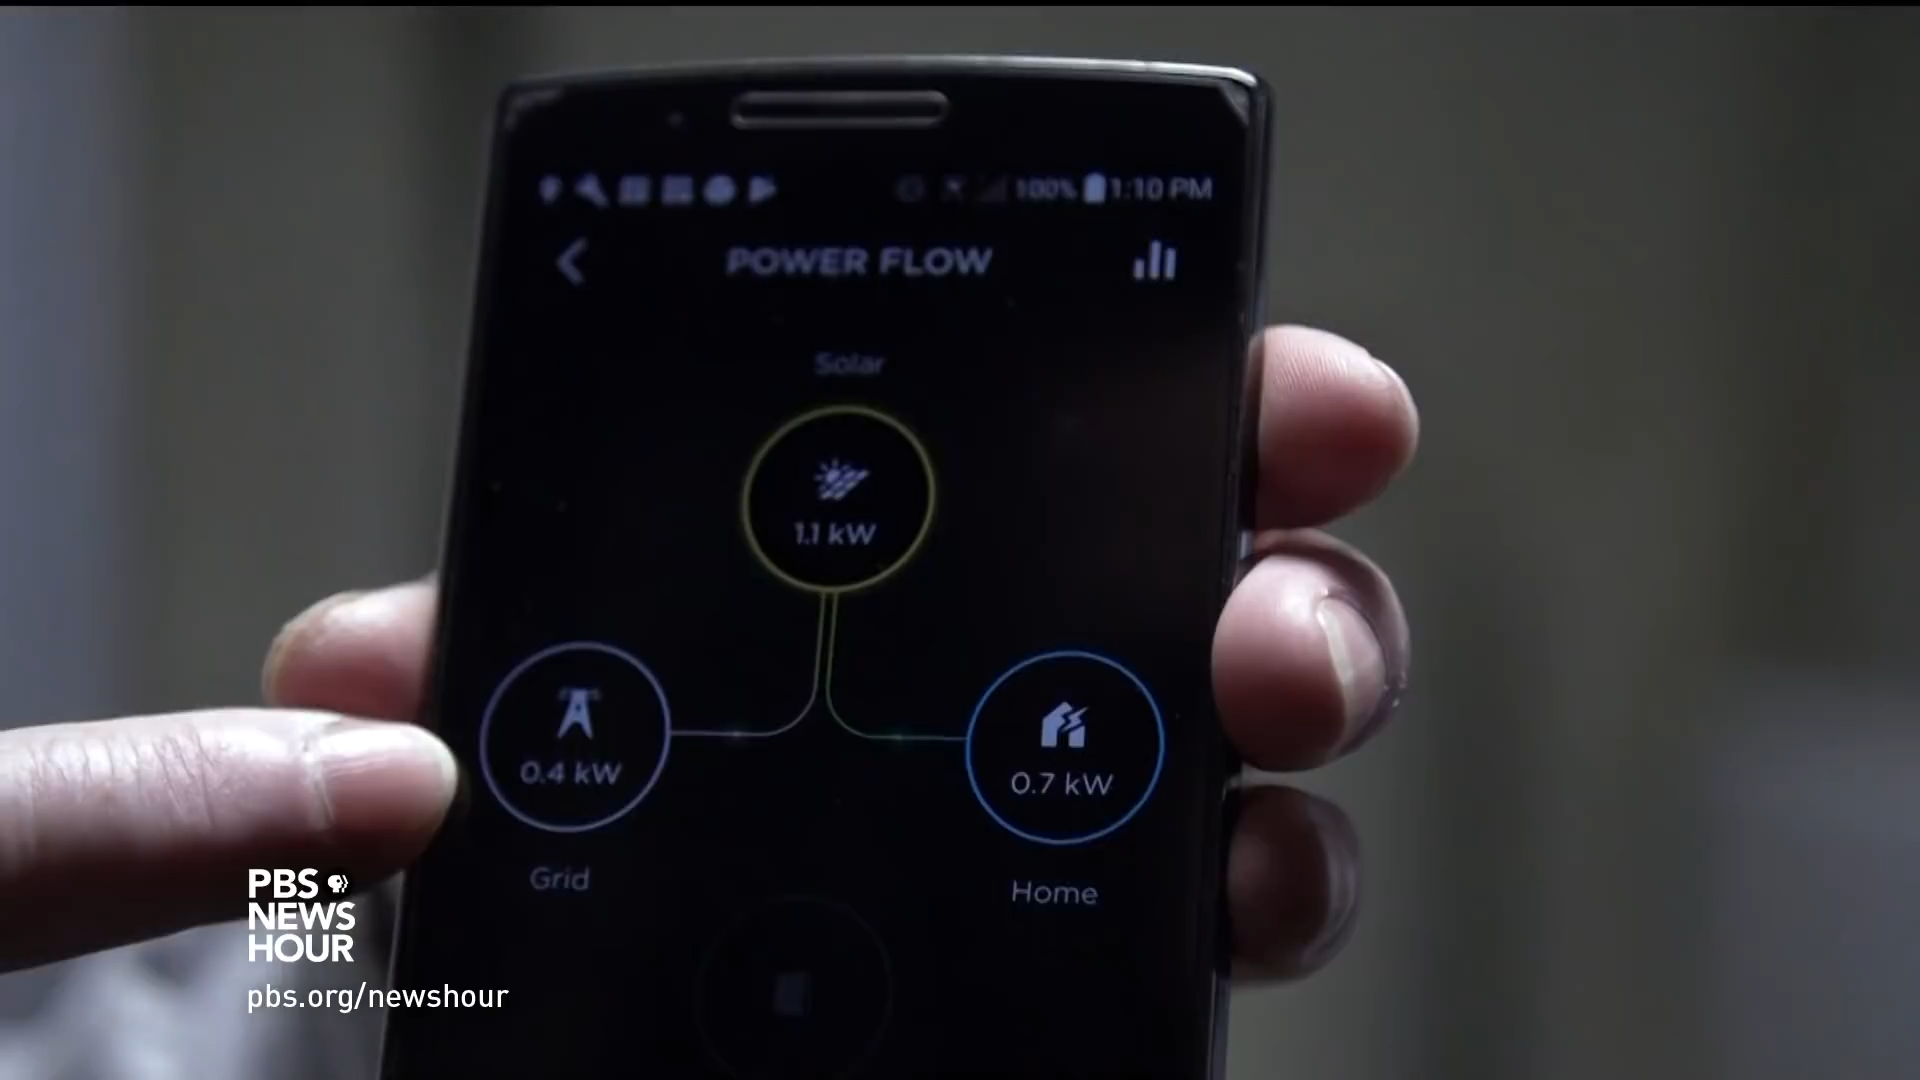 100% 1:10 PM
POWER FLOW
Solar
1.1 kW
0.4 kW
0.7 kW
Grid
Home
PBS
NEWS
HOUR
pbs.org/newshour